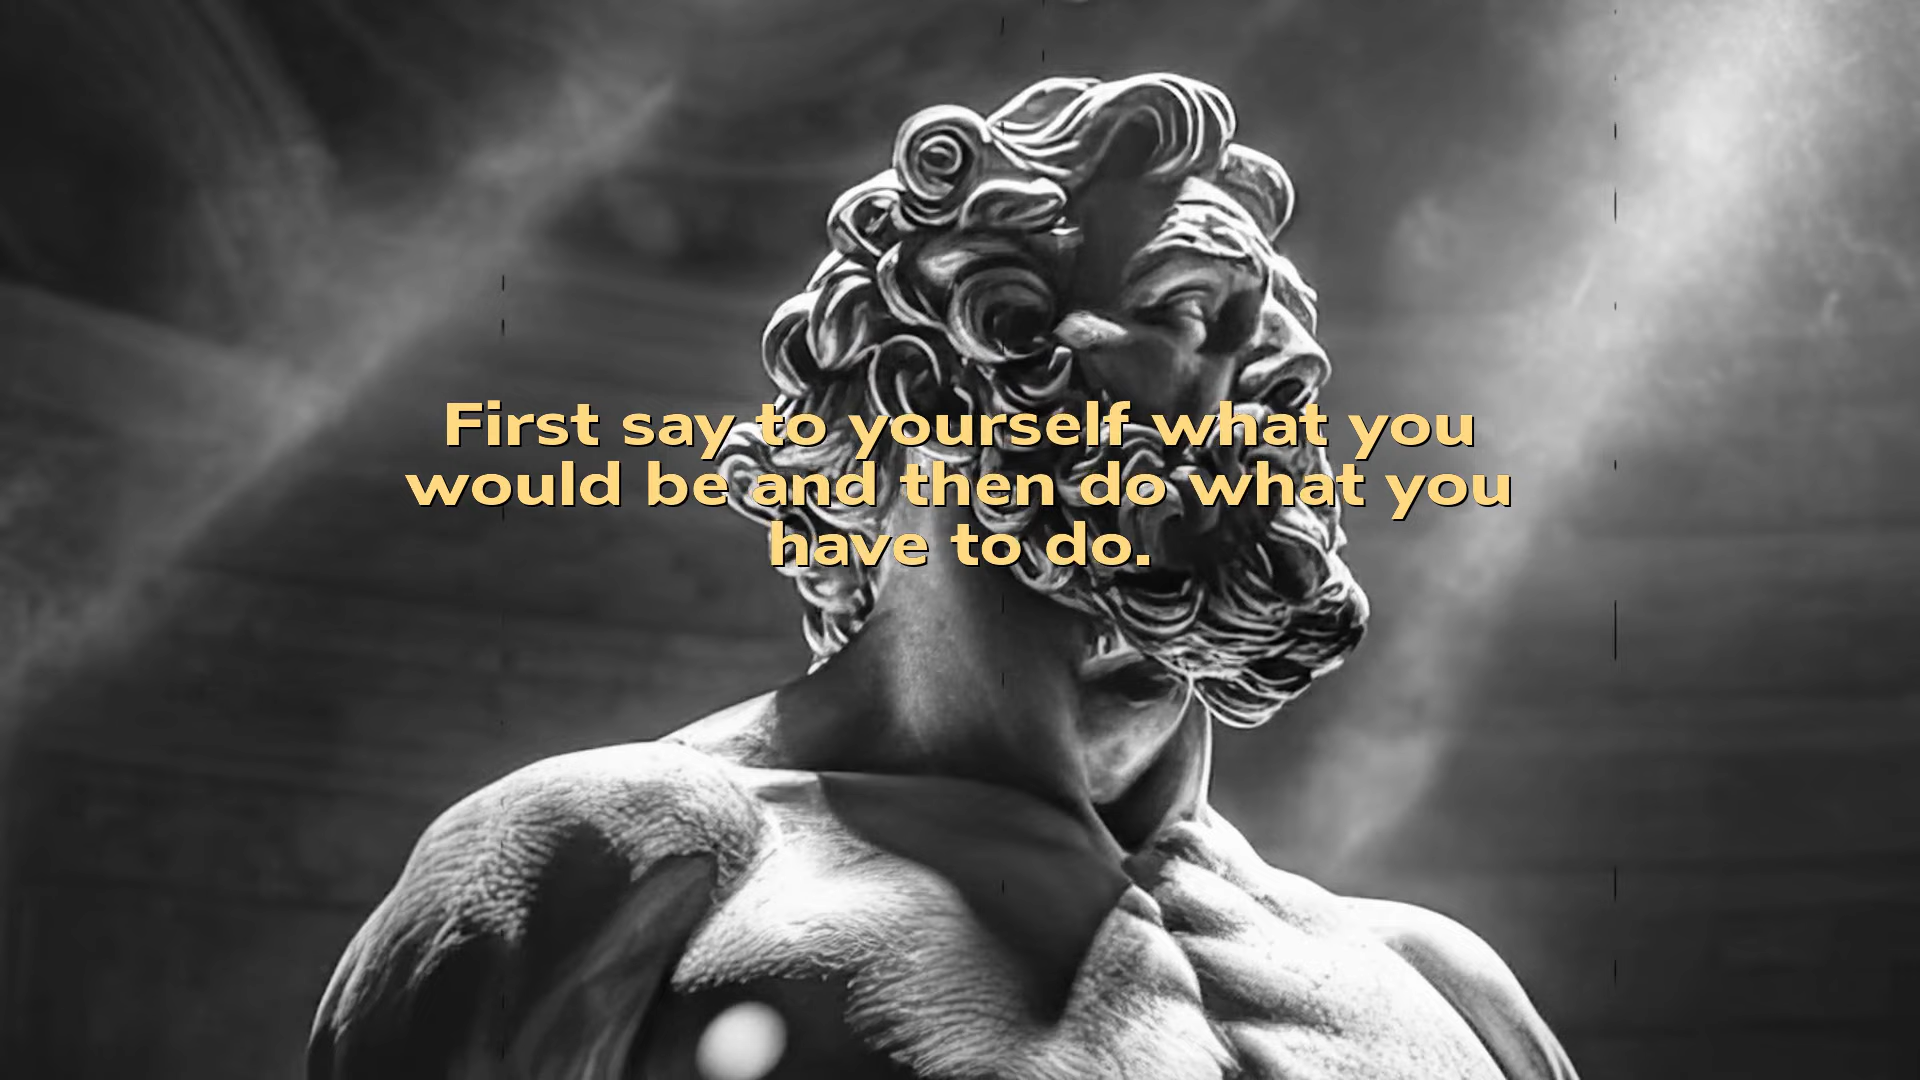 First say to yourself what you
would be and then do what you
have to do.